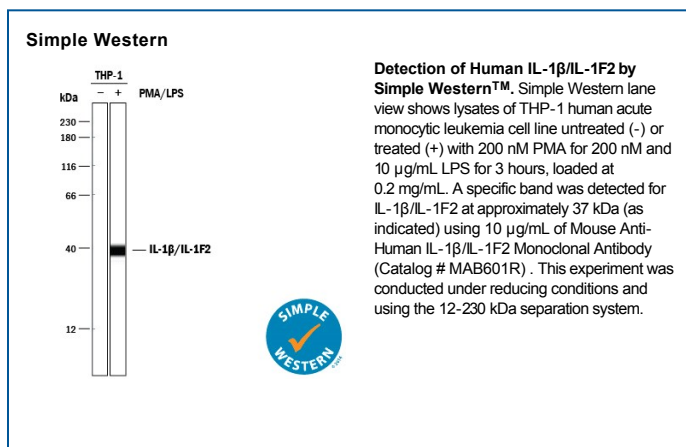 Simple Western
THP-1
kDa – + PMA/LPS
230
180
116
66
40
IL-1β/IL-1F2
12
SIMPLE
WESTERN
©2014
Detection of Human IL-1β/IL-1F2 by
Simple Western™. Simple Western lane
view shows lysates of THP-1 human acute
monocytic leukemia cell line untreated (-) or
treated (+) with 200 nM PMA for 200 nM and
10 µg/mL LPS for 3 hours, loaded at
0.2 mg/mL. A specific band was detected for
IL-1β/IL-1F2 at approximately 37 kDa (as
indicated) using 10 µg/mL of Mouse Anti-
Human IL-1β/IL-1F2 Monoclonal Antibody
(Catalog # MAB601R) . This experiment was
conducted under reducing conditions and
using the 12-230 kDa separation system.